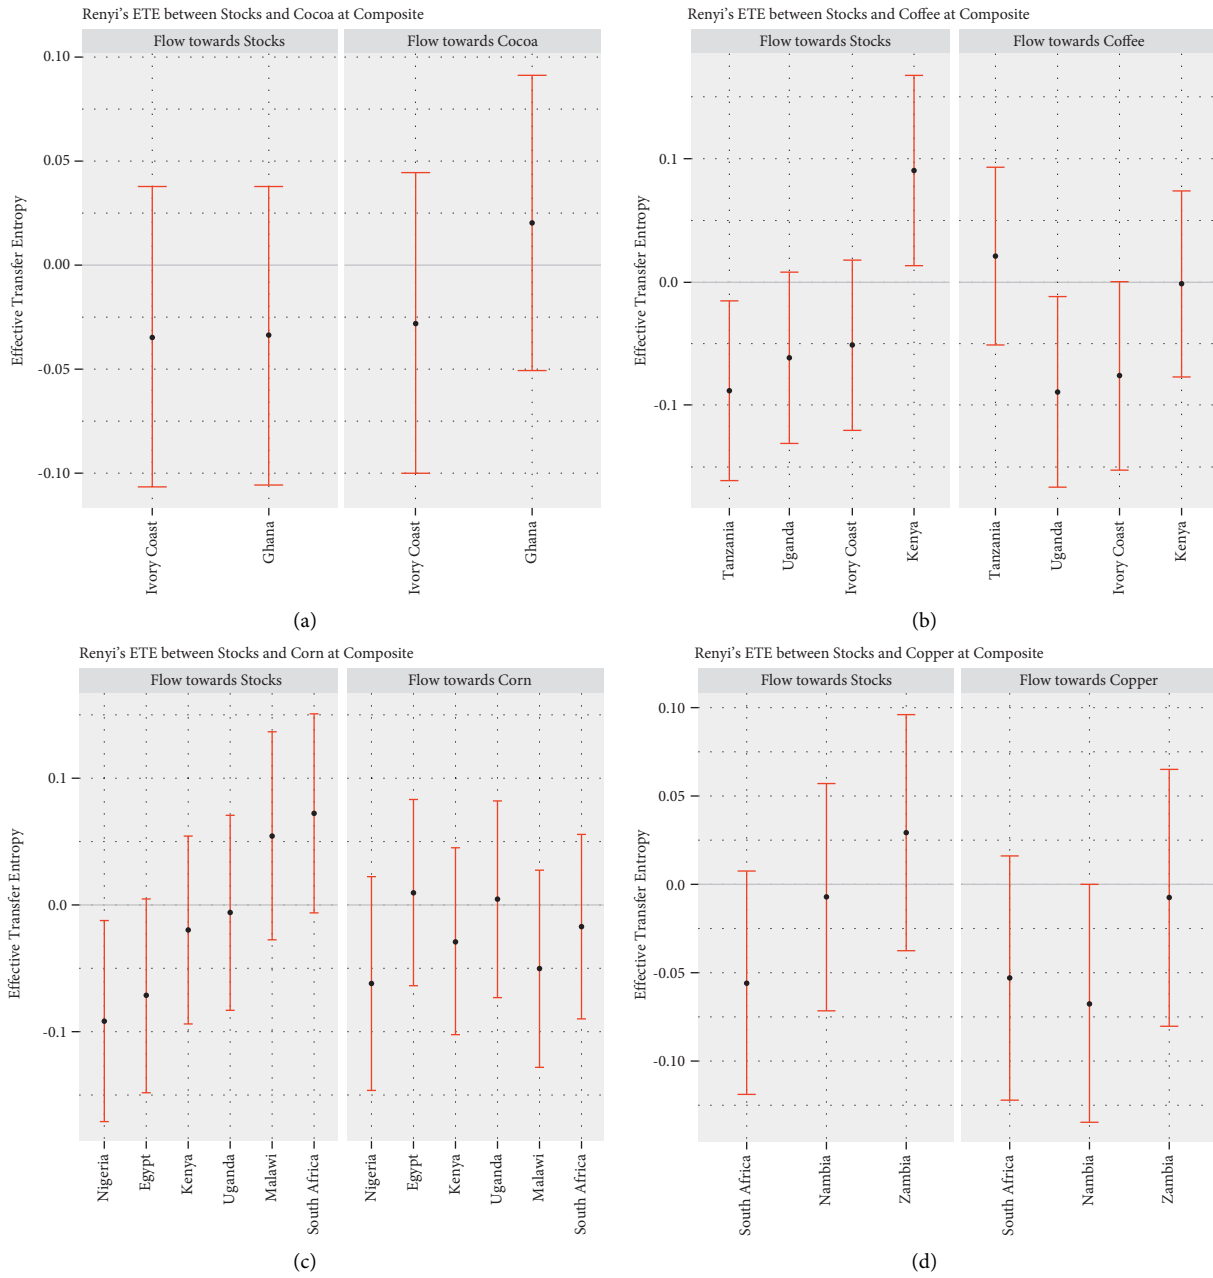 Renyi's ETE between Stocks and Cocoa at Composite
Flow towards Stocks
Flow towards Cocoa
Effective Transfer Entropy
0.10
0.05
0.00
-0.05
-0.10
Ivory Coast
Ghana
Ivory Coast
Ghana
(a)
Renyi's ETE between Stocks and Coffee at Composite
Flow towards Stocks
Flow towards Coffee
Effective Transfer Entropy
0.1
0.0
-0.1
Tanzania
Uganda
Ivory Coast
Kenya
Tanzania
Uganda
Ivory Coast
Kenya
(b)
Renyi's ETE between Stocks and Corn at Composite
Flow towards Stocks
Flow towards Corn
Effective Transfer Entropy
0.1
0.0
-0.1
Nigeria
Egypt
Kenya
Uganda
Malawi
South Africa
Nigeria
Egypt
Kenya
Uganda
Malawi
South Africa
(c)
Renyi's ETE between Stocks and Copper at Composite
Flow towards Stocks
Flow towards Copper
Effective Transfer Entropy
0.10
0.05
0.0
-0.05
-0.10
South Africa
Nambia
Zambia
South Africa
Nambia
Zambia
(d)